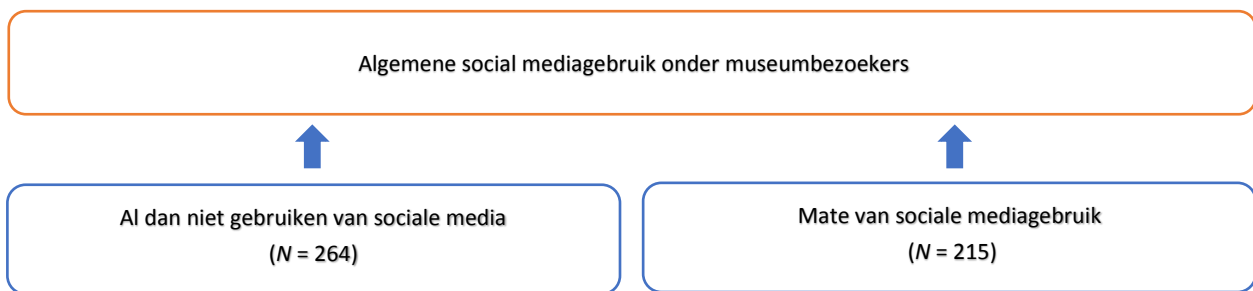 Algemene social mediagebruik onder museumbezoekers
Al dan niet gebruiken van sociale media
(N = 264)
Mate van sociale mediagebruik
(N = 215)